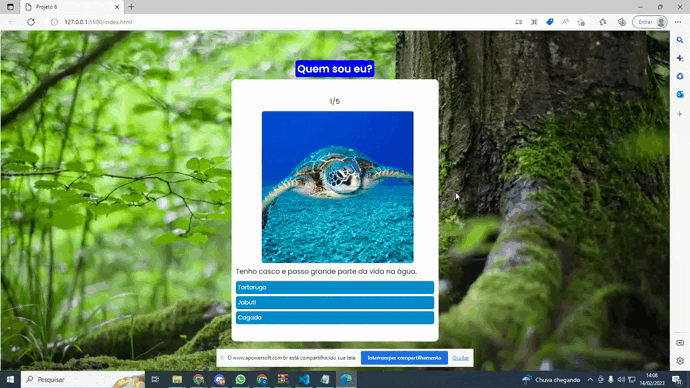 Projeto 6
127.0.0.1:5500/index.html
Entrar
Quem sou eu?
1/5
Tenho casco e passo grande parte da vida na água.
Tartaruga
Jabuti
Cagado
O www.apowersoft.com.br está compartilhando sua tela.
Interromper compartilhamento
Ocultar
Pesquisar
Chuva chegando
14:08
14/02/2023